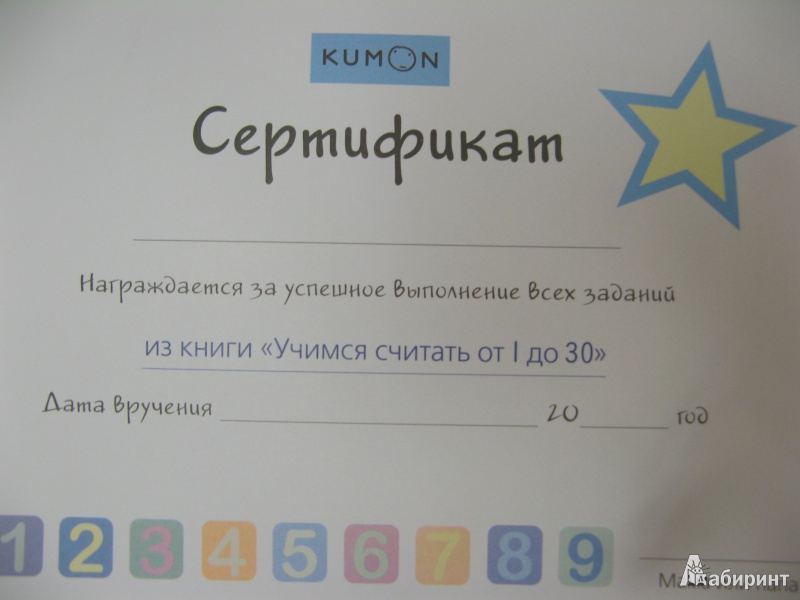 KUMON
Сертификат
Награждается за успешное выполнение всех заданий
из книги «Учимся считать от 1 до 30»
Дата вручения 20 год
1 2 3 4 5 6 7 8 9
Лабиринт